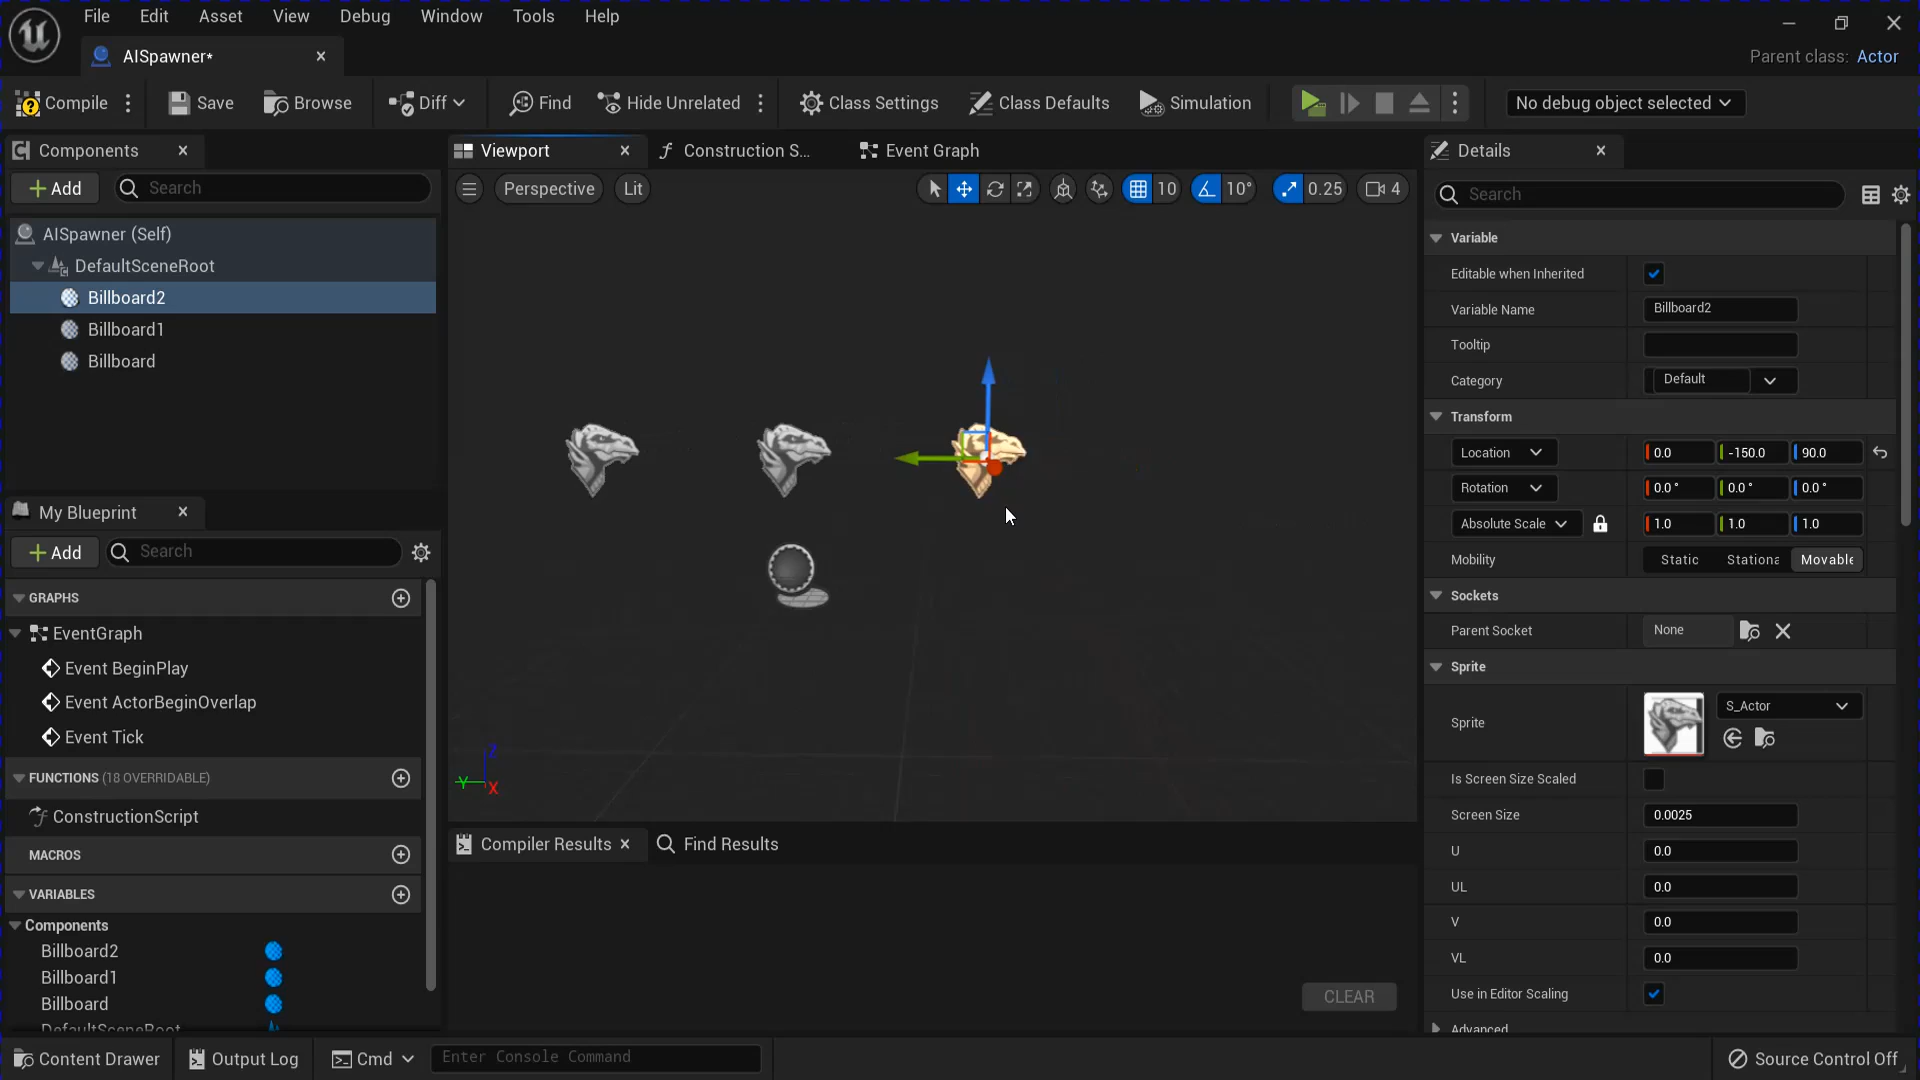 File Edit Asset View Debug Window Tools Help
AISpawner*
Parent class: Actor
Compile Save Browse Diff Find Hide Unrelated Class Settings Class Defaults Simulation No debug object selected
Components
Add Search
AISpawner (Self)
DefaultSceneRoot
Billboard2
Billboard1
Billboard
My Blueprint
Add Search
GRAPHS
EventGraph
Event BeginPlay
Event ActorBeginOverlap
Event Tick
FUNCTIONS (18 OVERRIDABLE)
ConstructionScript
MACROS
VARIABLES
Components
Billboard2
Billboard1
Billboard
DefaultSceneRoot
Viewport Construction S... Event Graph
Perspective Lit 10 10° 0.25 4
Z
Y
X
Compiler Results Find Results
CLEAR
Details
Search
Variable
Editable when Inherited
Variable Name Billboard2
Tooltip
Category Default
Transform
Location 0.0 -150.0 90.0
Rotation 0.0° 0.0° 0.0°
Absolute Scale 1.0 1.0 1.0
Mobility Static Stationa Movable
Sockets
Parent Socket None
Sprite
Sprite S_Actor
Is Screen Size Scaled
Screen Size 0.0025
U 0.0
UL 0.0
V 0.0
VL 0.0
Use in Editor Scaling
Advanced
Content Drawer Output Log Cmd Enter Console Command Source Control Off